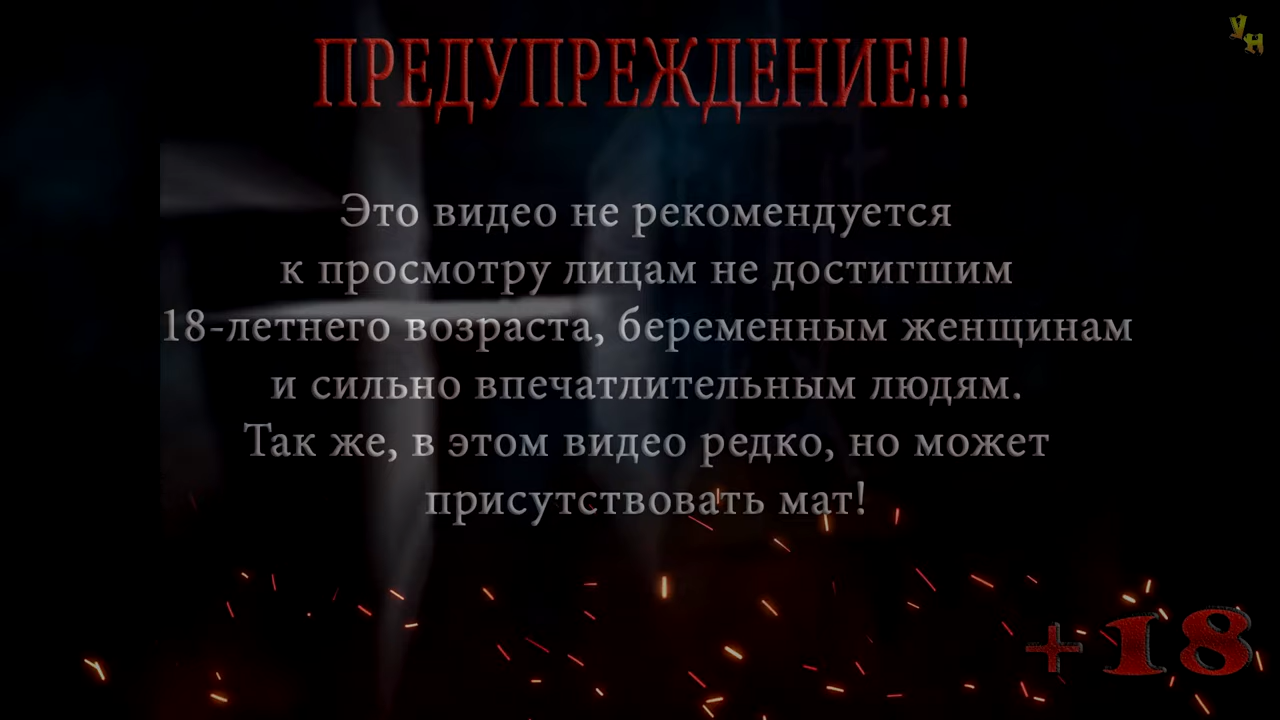 УН
ПРЕДУПРЕЖДЕНИЕ!!!
Это видео не рекомендуется
к просмотру лицам не достигшим
18-летнего возраста, беременным женщинам
и сильно впечатлительным людям.
Так же, в этом видео редко, но может
присутствовать мат!
+18